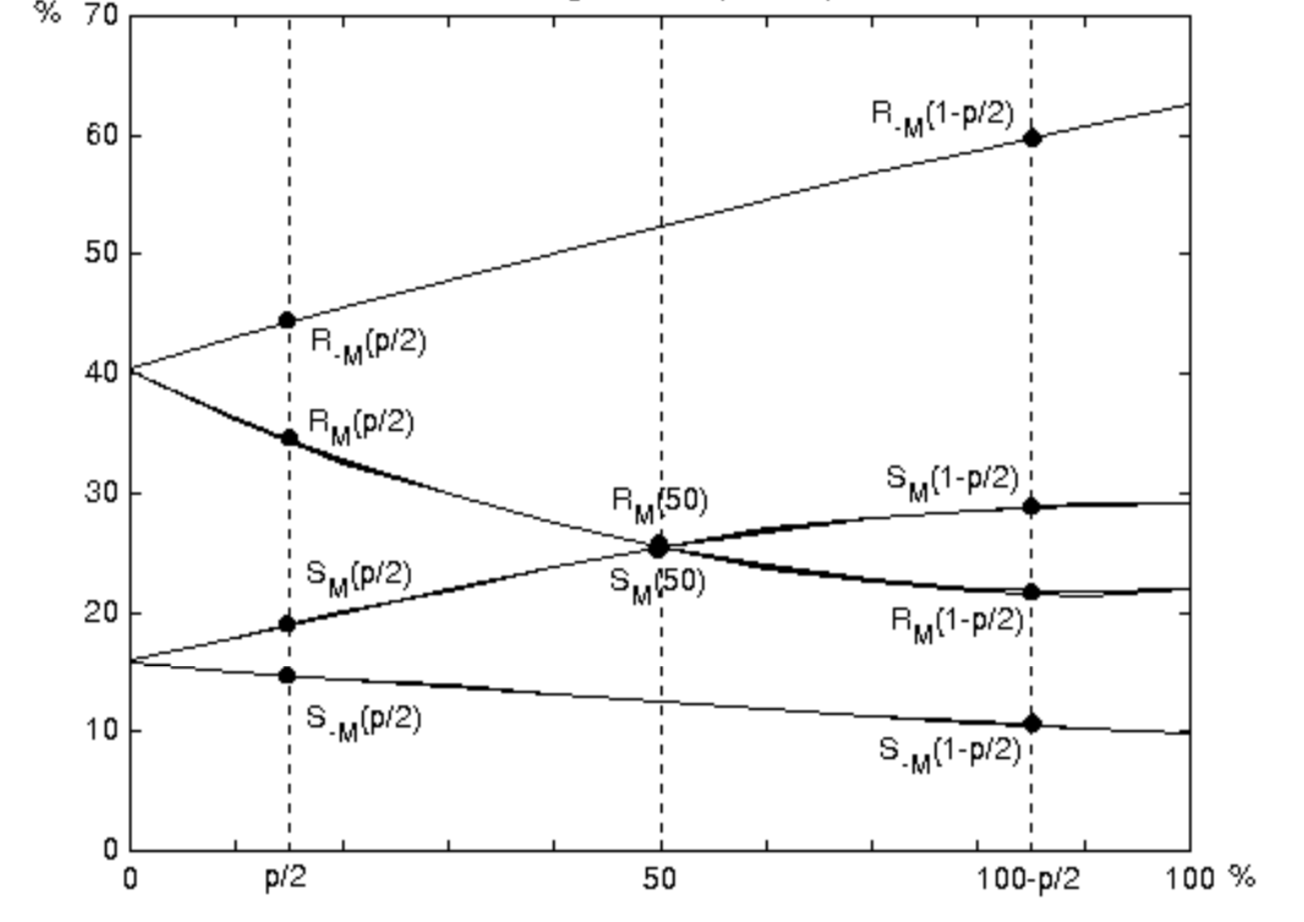 % 70
R-M(1-p/2)
60
50
R-M(p/2)
40
RM(p/2)
SM(1-p/2)
30
RM(50)
SM(p/2)
SM(50)
20
RM(1-p/2)
S-M(p/2)
10
S-M(1-p/2)
0
0 p/2 50 100-p/2 100 %